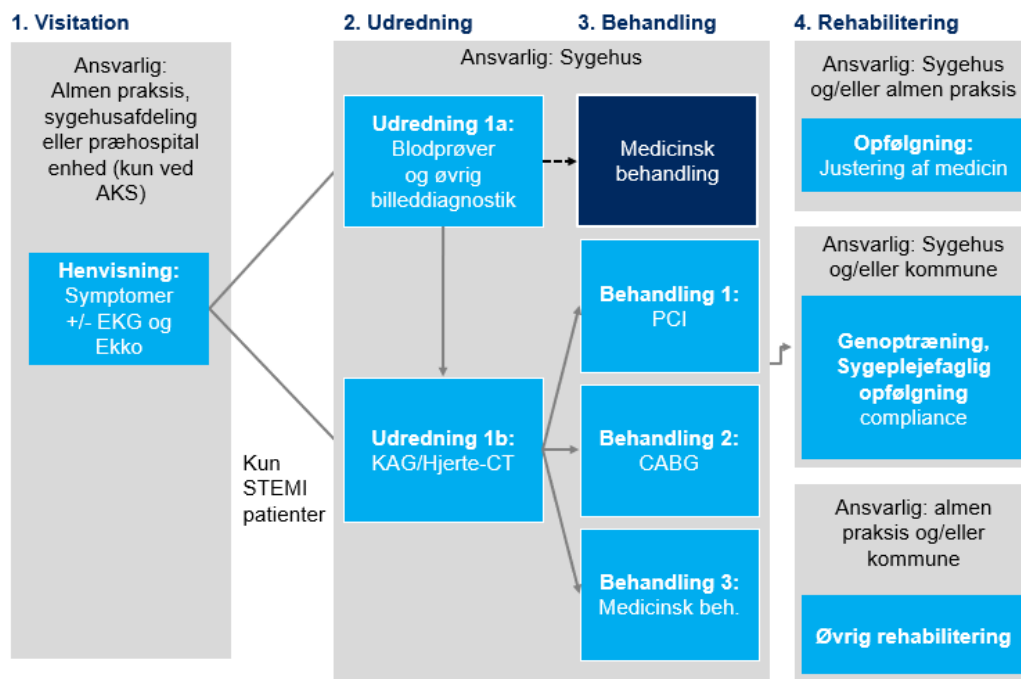 1. Visitation
Ansvarlig:
Almen praksis,
sygehusafdeling
eller præhospital
enhed (kun ved
AKS)
Henvisning:
Symptomer
+/- EKG og
Ekko
Kun
STEMI
patienter
2. Udredning
3. Behandling
Ansvarlig: Sygehus
Udredning 1a:
Blodprøver
og øvrig
billeddiagnostik
Medicinsk
behandling
Udredning 1b:
KAG/Hjerte-CT
Behandling 1:
PCI
Behandling 2:
CABG
Behandling 3:
Medicinsk beh.
4. Rehabilitering
Ansvarlig: Sygehus
og/eller almen praksis
Opfølgning:
Justering af medicin
Ansvarlig: Sygehus
og/eller kommune
Genoptræning,
Sygeplejefaglig
opfølgning
compliance
Ansvarlig: almen
praksis og/eller
kommune
Øvrig rehabilitering